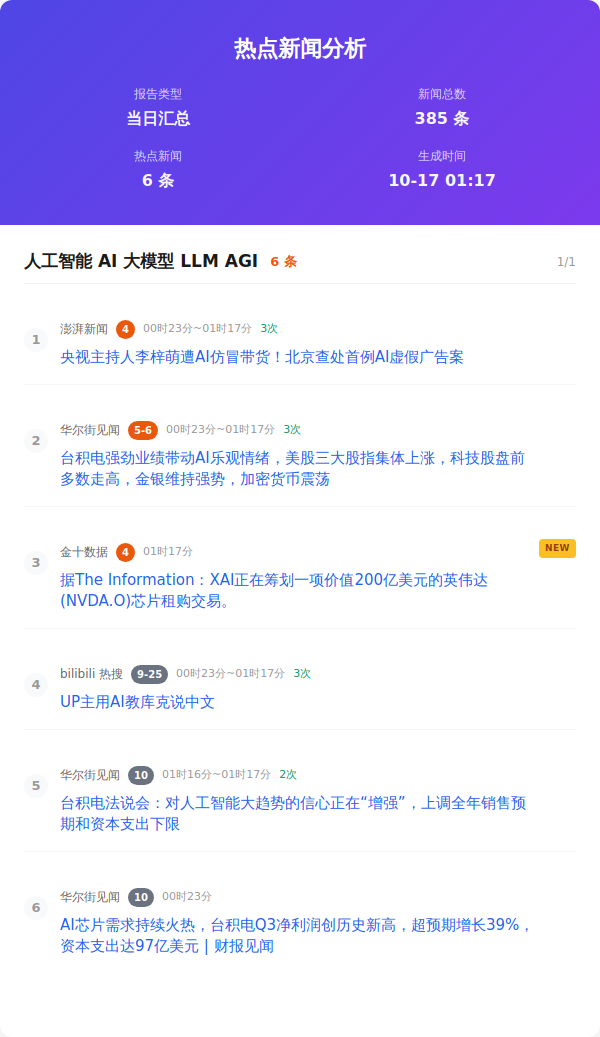 热点新闻分析
报告类型
新闻总数
当日汇总
385 条
热点新闻
生成时间
6 条
10-17 01:17
人工智能 AI 大模型 LLM AGI 6 条 1/1
1
澎湃新闻 4 00时23分~01时17分 3次
央视主持人李梓萌遭AI仿冒带货！北京查处首例AI虚假广告案
2
华尔街见闻 5-6 00时23分~01时17分 3次
台积电强劲业绩带动AI乐观情绪，美股三大股指集体上涨，科技股盘前
多数走高，金银维持强势，加密货币震荡
3
金十数据 4 01时17分 NEW
据The Information：XAI正在筹划一项价值200亿美元的英伟达
(NVDA.O)芯片租购交易。
4
bilibili 热搜 9-25 00时23分~01时17分 3次
UP主用AI教库克说中文
5
华尔街见闻 10 01时16分~01时17分 2次
台积电法说会：对人工智能大趋势的信心正在“增强”，上调全年销售预
期和资本支出下限
6
华尔街见闻 10 00时23分
AI芯片需求持续火热，台积电Q3净利润创历史新高，超预期增长39%，
资本支出达97亿美元 | 财报见闻